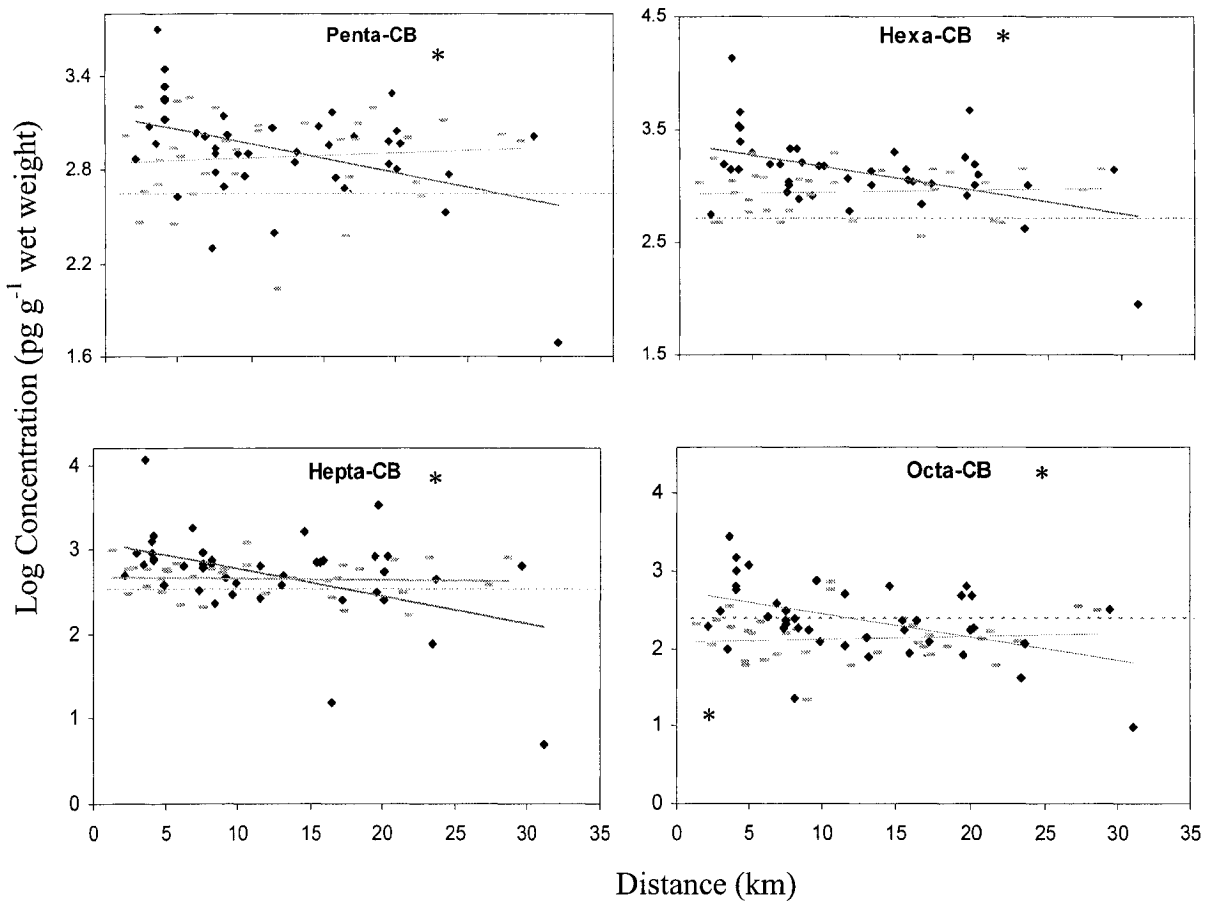 Log Concentration (pg g⁻¹ wet weight)
Penta-CB *
3.4
2.8
2.2
1.6
Hexa-CB *
4.5
3.5
2.5
1.5
Hepta-CB *
4
3
2
1
0
0 5 10 15 20 25 30 35
Octa-CB *
4
3
2
1
0
*
0 5 10 15 20 25 30 35
Distance (km)